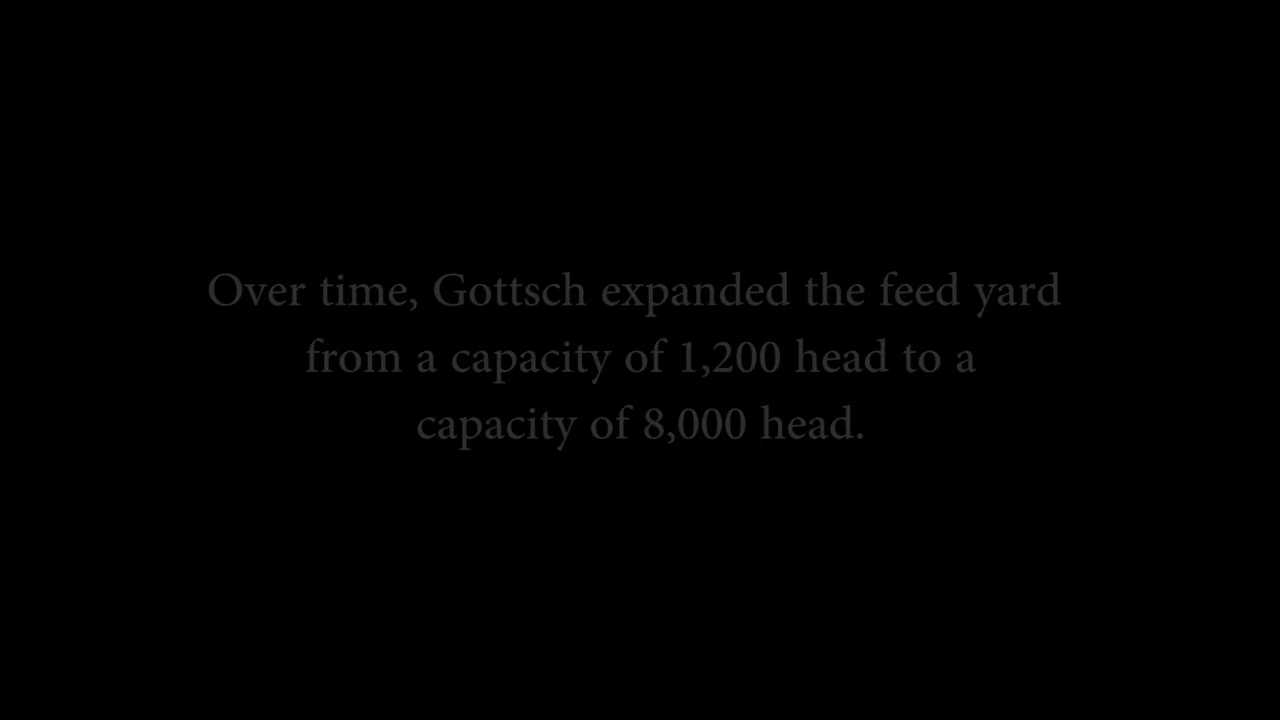 Over time, Gottsch expanded the feed yard
from a capacity of 1,200 head to a
capacity of 8,000 head.